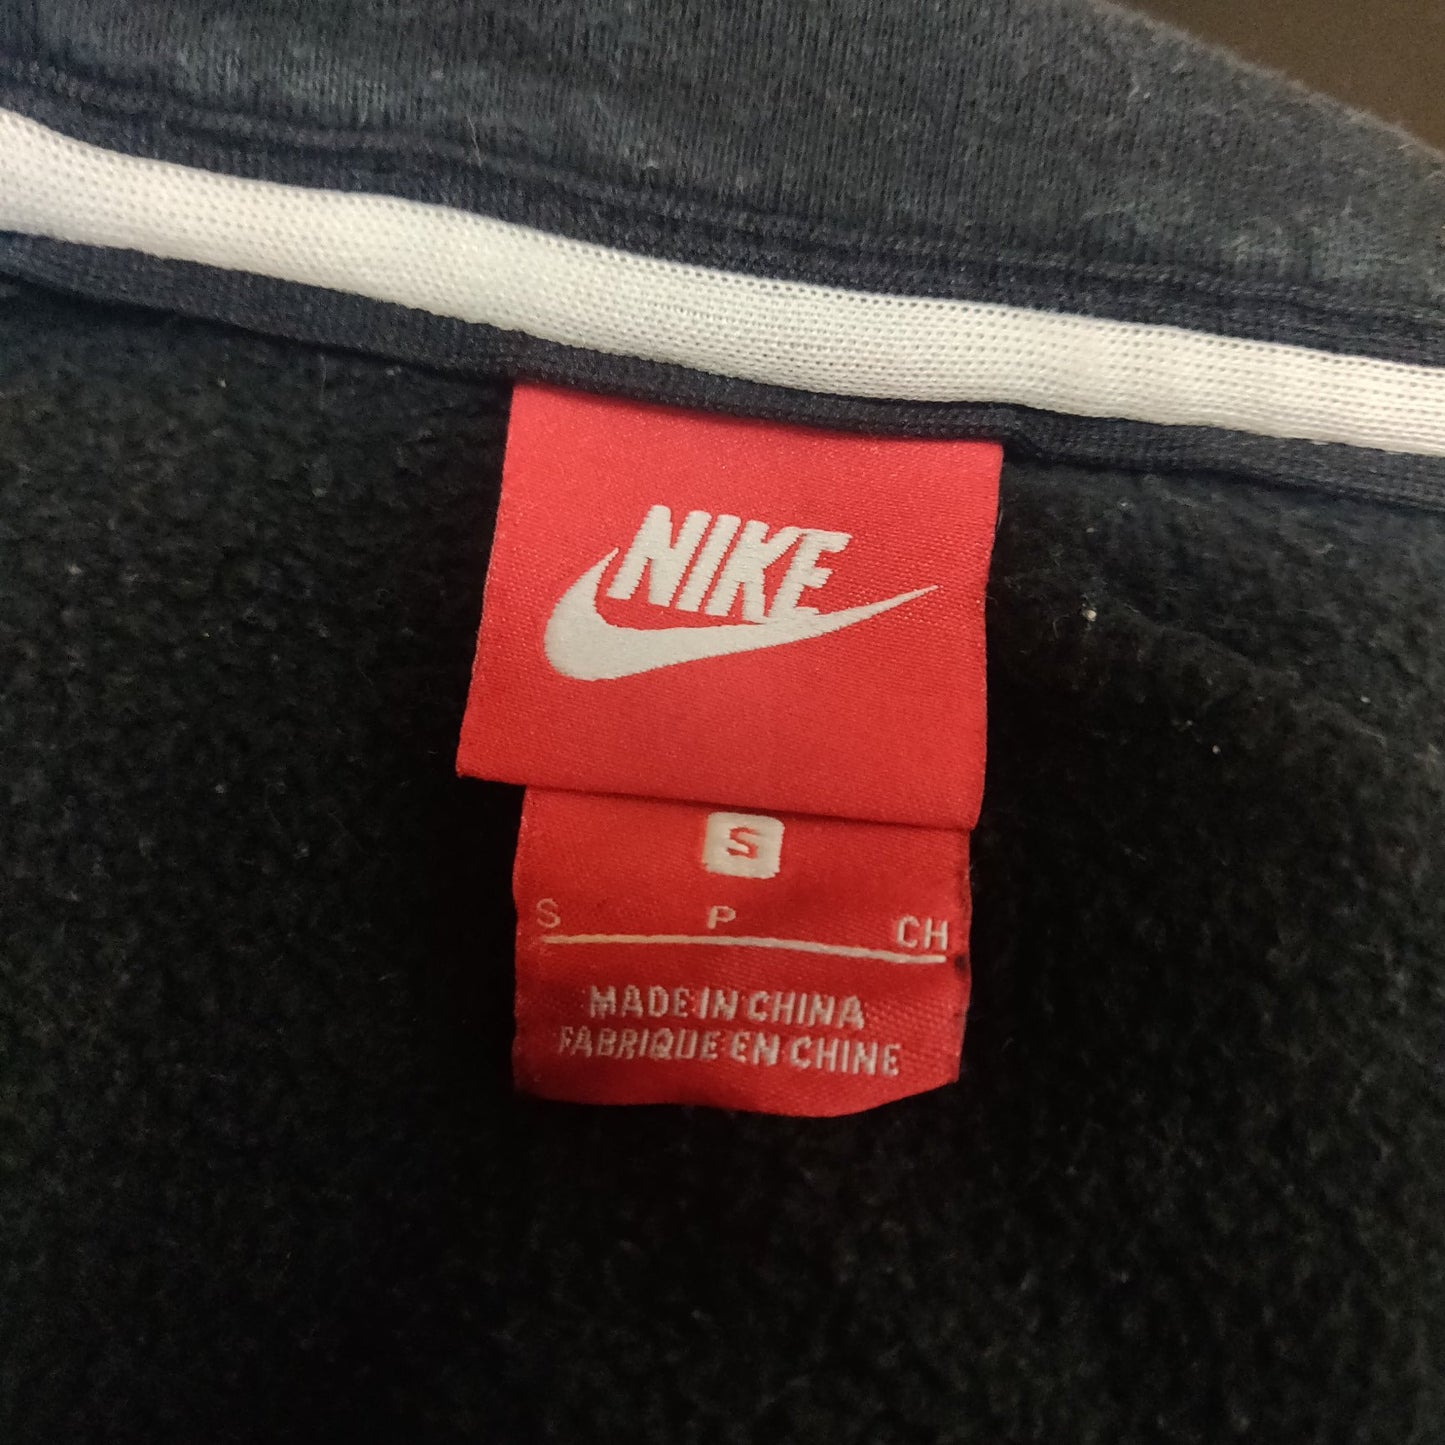 NIKE
S
S P CH
MADE IN CHINA
FABRIQUE EN CHINE